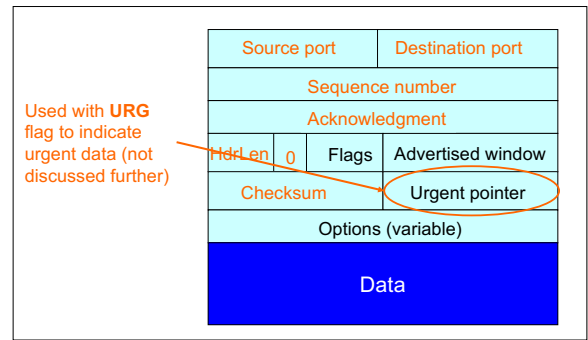 Source port Destination port
Sequence number
Used with URG
flag to indicate
urgent data (not
discussed further)
Acknowledgment
HdrLen 0 Flags Advertised window
Checksum Urgent pointer
Options (variable)
Data